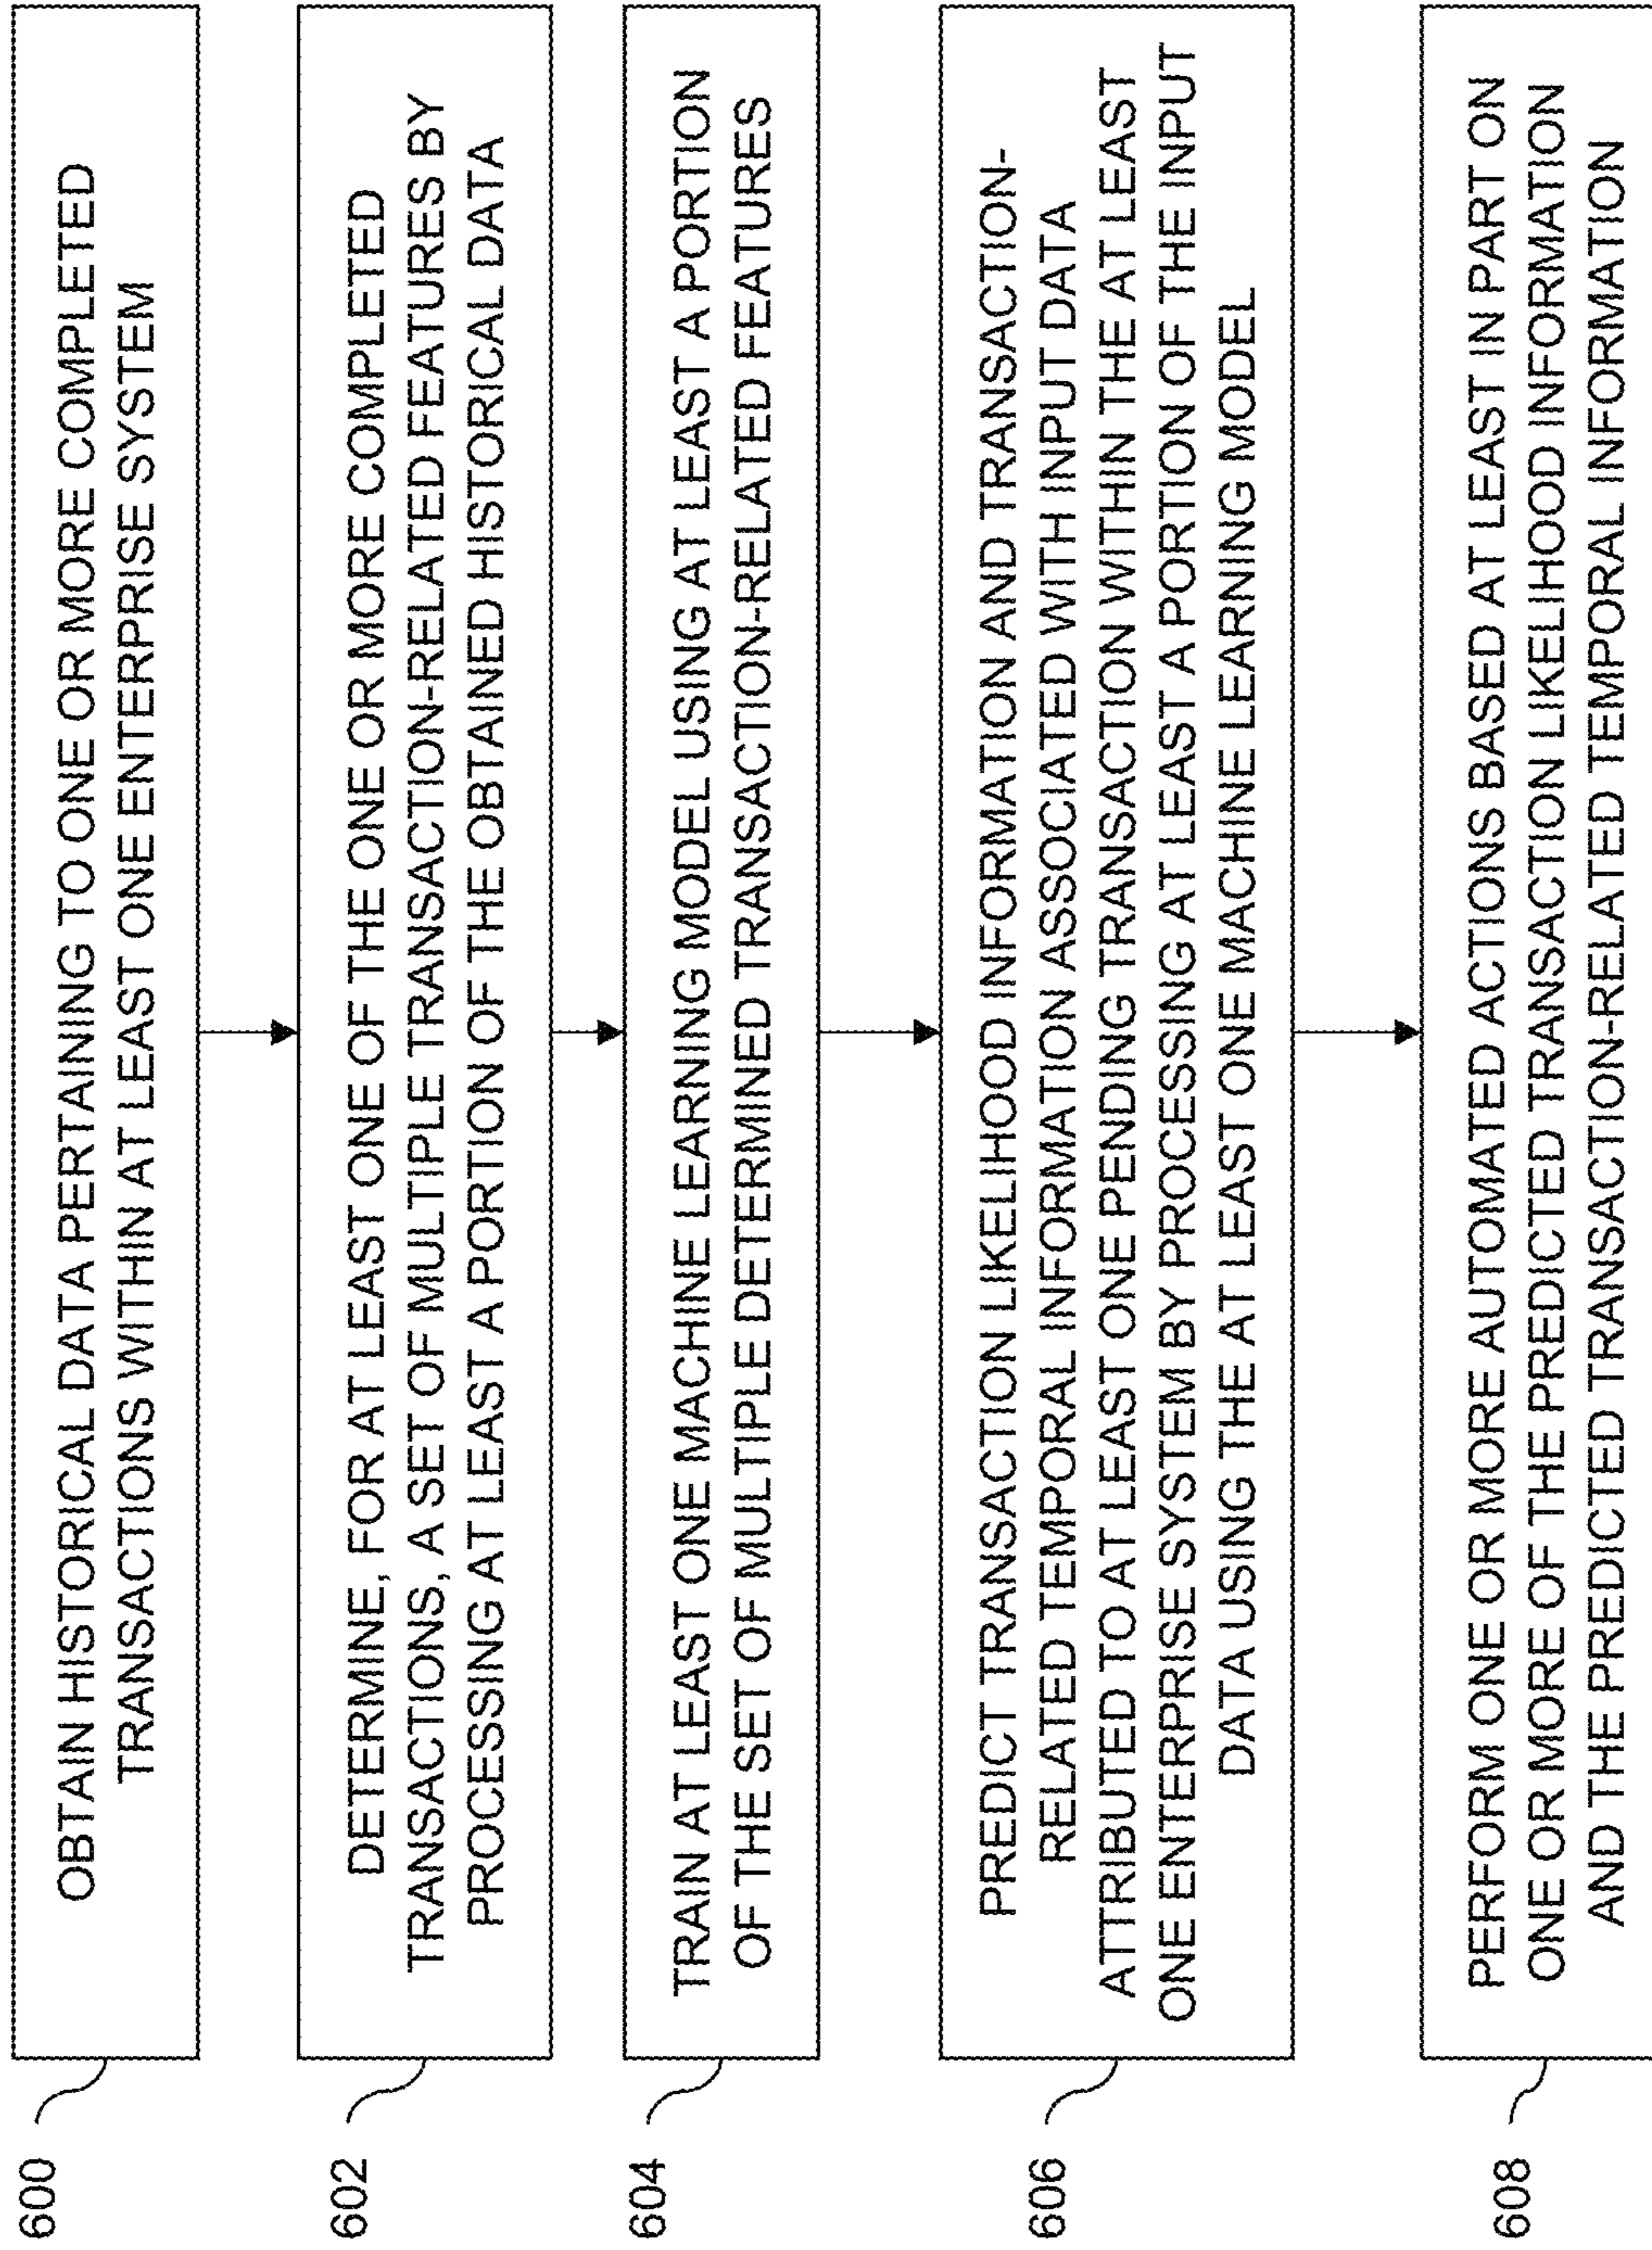 600
OBTAIN HISTORICAL DATA PERTAINING TO ONE OR MORE COMPLETED
TRANSACTIONS WITHIN AT LEAST ONE ENTERPRISE SYSTEM
602
DETERMINE, FOR AT LEAST ONE OF THE ONE OR MORE COMPLETED
TRANSACTIONS, A SET OF MULTIPLE TRANSACTION-RELATED FEATURES BY
PROCESSING AT LEAST A PORTION OF THE OBTAINED HISTORICAL DATA
604
TRAIN AT LEAST ONE MACHINE LEARNING MODEL USING AT LEAST A PORTION
OF THE SET OF MULTIPLE DETERMINED TRANSACTION-RELATED FEATURES
606
PREDICT TRANSACTION LIKELIHOOD INFORMATION AND TRANSACTION-
RELATED TEMPORAL INFORMATION ASSOCIATED WITH INPUT DATA
ATTRIBUTED TO AT LEAST ONE PENDING TRANSACTION WITHIN THE AT LEAST
ONE ENTERPRISE SYSTEM BY PROCESSING AT LEAST A PORTION OF THE INPUT
DATA USING THE AT LEAST ONE MACHINE LEARNING MODEL
608
PERFORM ONE OR MORE AUTOMATED ACTIONS BASED AT LEAST IN PART ON
ONE OR MORE OF THE PREDICTED TRANSACTION LIKELIHOOD INFORMATION
AND THE PREDICTED TRANSACTION-RELATED TEMPORAL INFORMATION